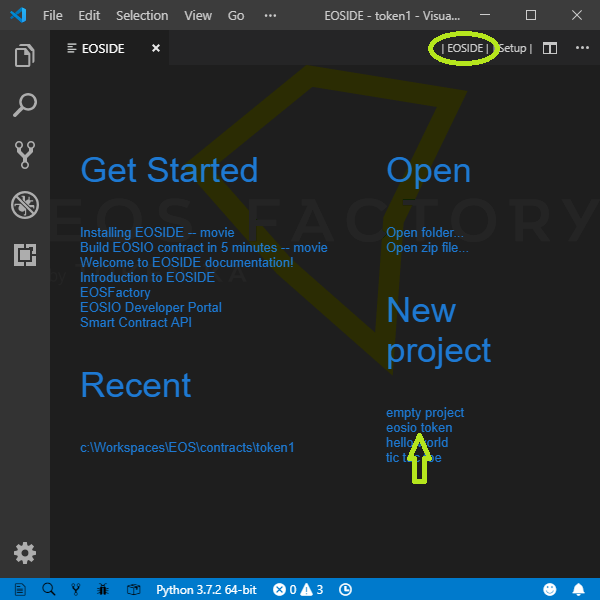 File Edit Selection View Go ··· EOSIDE - token1 - Visua...
EOSIDE
| EOSIDE | Setup | ···
Get Started
Installing EOSIDE -- movie
Build EOSIO contract in 5 minutes -- movie
Welcome to EOSIDE documentation!
Introduction to EOSIDE
EOSFactory
EOSIO Developer Portal
Smart Contract API
Recent
c:\Workspaces\EOS\contracts\token1
Open
Open folder...
Open zip file...
New
project
empty project
eosio token
hello world
tic
EOS FACTORY
by
Python 3.7.2 64-bit 0 3